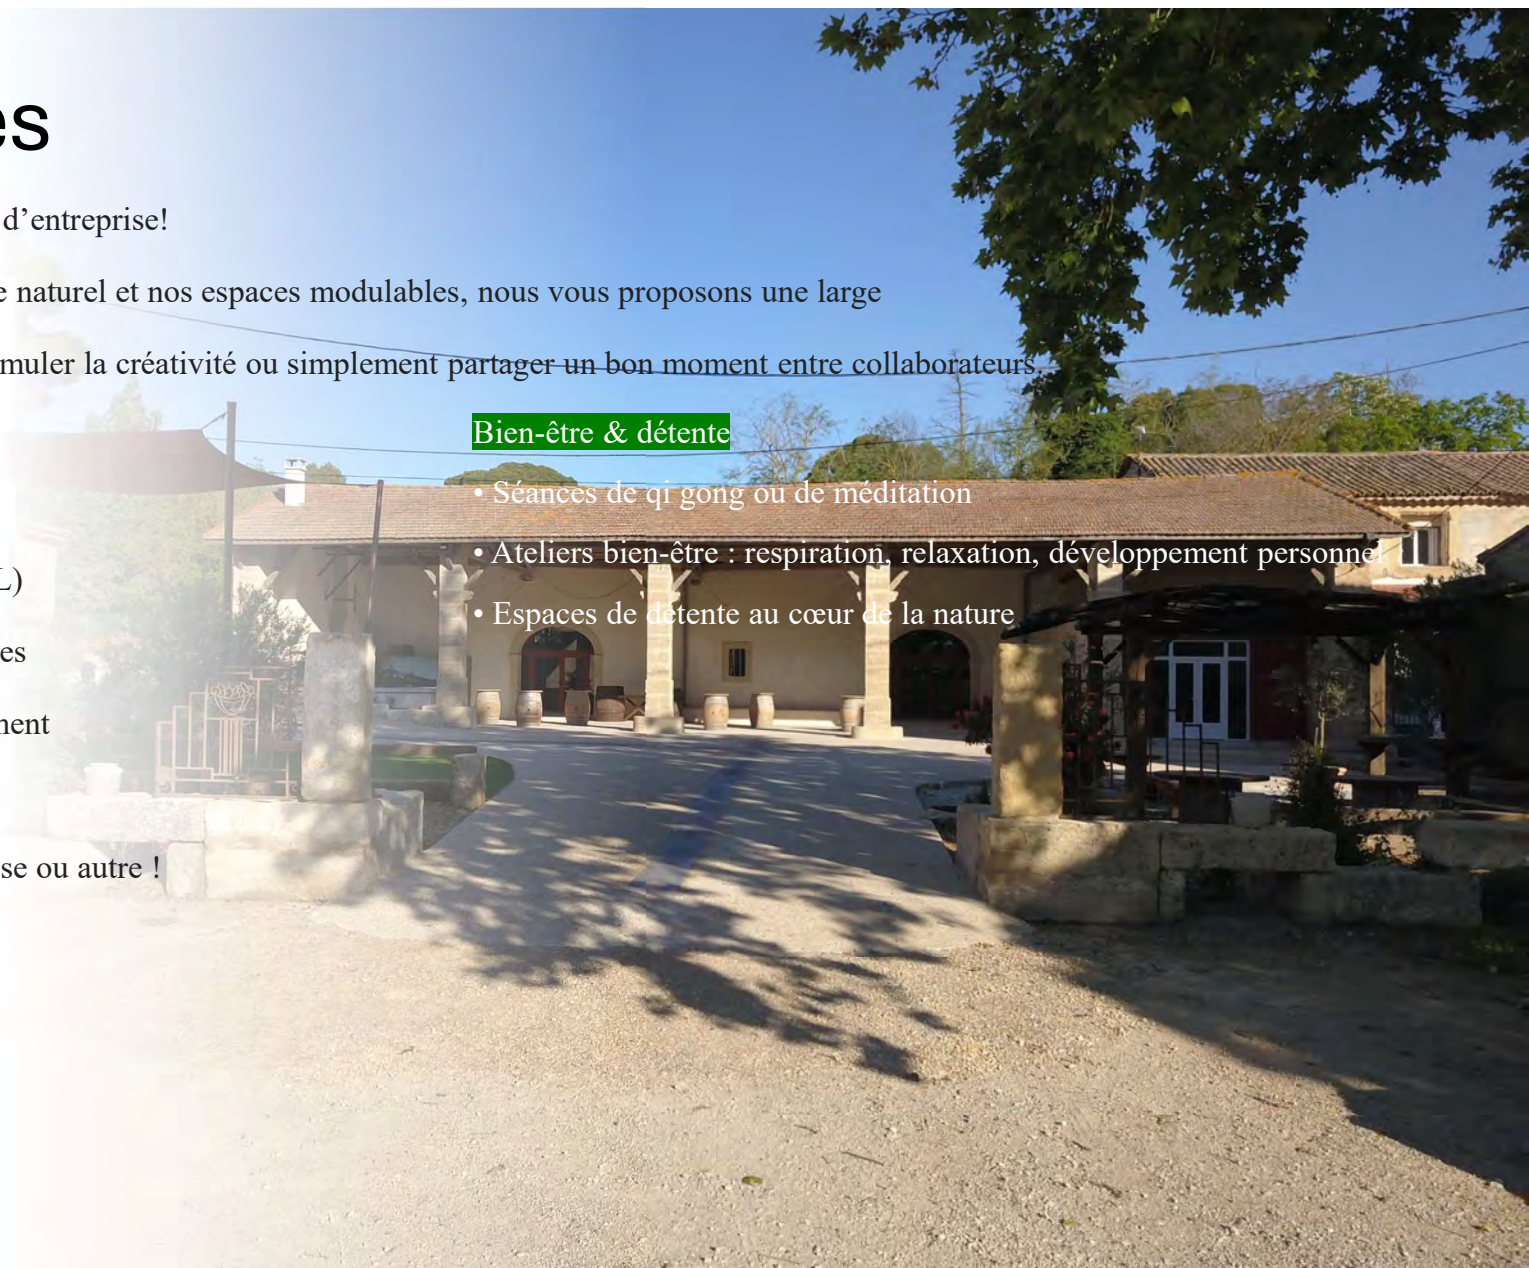 es
d’entreprise!
e naturel et nos espaces modulables, nous vous proposons une large
muler la créativité ou simplement partager un bon moment entre collaborateurs.
Bien-être & détente
• Séances de qi gong ou de méditation
• Ateliers bien-être : respiration, relaxation, développement personnel
L)
• Espaces de détente au cœur de la nature
es
ment
se ou autre !